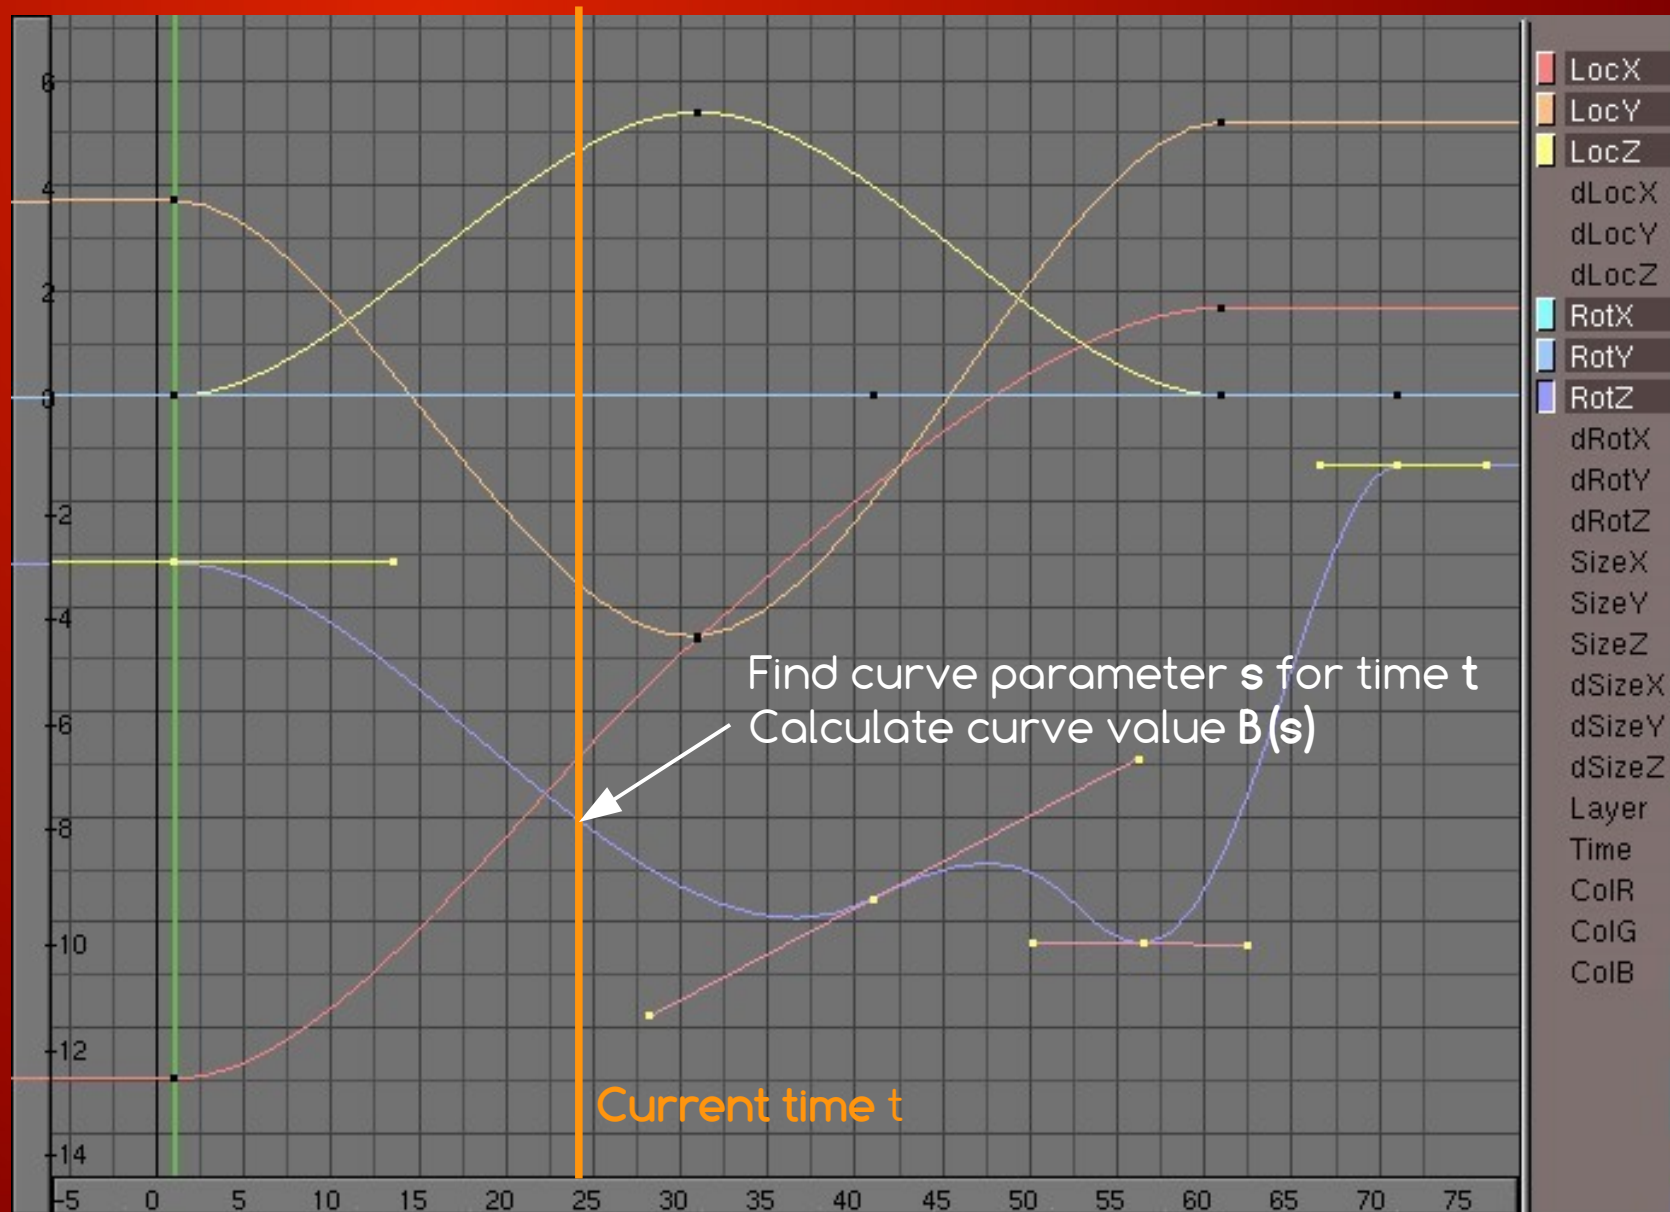 6
4
2
0
-2
-4
-6
-8
-10
-12
-14
-5 0 5 10 15 20 25 30 35 40 45 50 55 60 65 70 75
Find curve parameter s for time t
Calculate curve value B(s)
Current time t
LocX
LocY
LocZ
dLocX
dLocY
dLocZ
RotX
RotY
RotZ
dRotX
dRotY
dRotZ
SizeX
SizeY
SizeZ
dSizeX
dSizeY
dSizeZ
Layer
Time
ColR
ColG
ColB